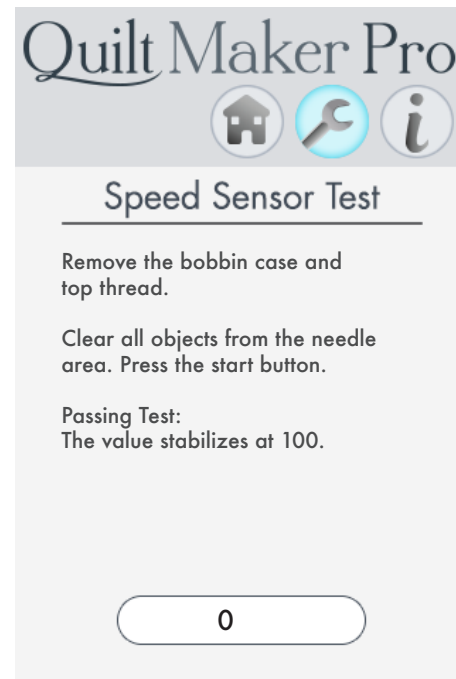 Quilt Maker Pro
i
Speed Sensor Test
Remove the bobbin case and
top thread.
Clear all objects from the needle
area. Press the start button.
Passing Test:
The value stabilizes at 100.
0